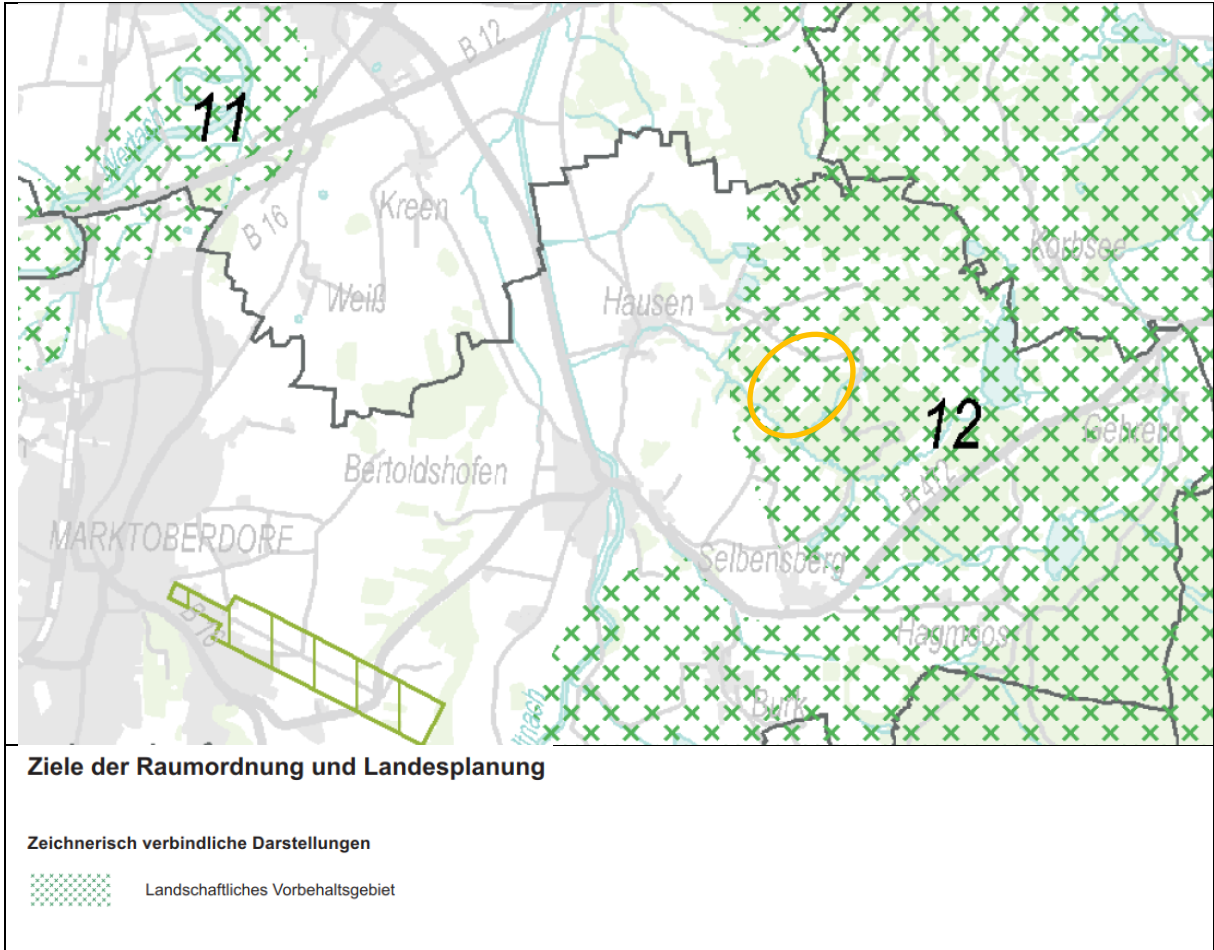 B 12
11
Wertach
Kreen
B 16
Korbsee
Weiß
Hausen
12
Gehren
Bertoldshofen
B 472
MARKTOBERDORF
Selbensberg
Hagmoos
Burk
Ziele der Raumordnung und Landesplanung
Zeichnerisch verbindliche Darstellungen
Landschaftliches Vorbehaltsgebiet